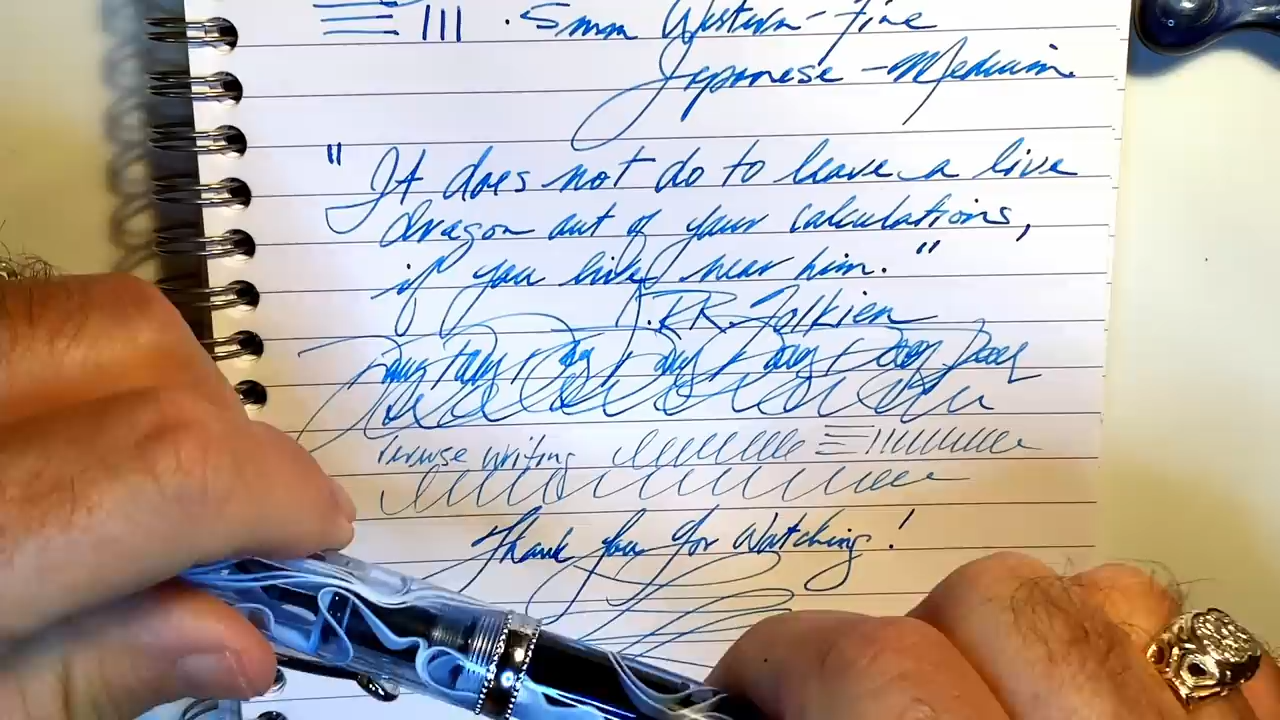 .5mm Western-Fine
Japanese -Medium.
"It does not do to leave a live
dragon out of your calculations,
if you live near him."
J.RR.Tolkien
reverse writing
Thank You For Watching!